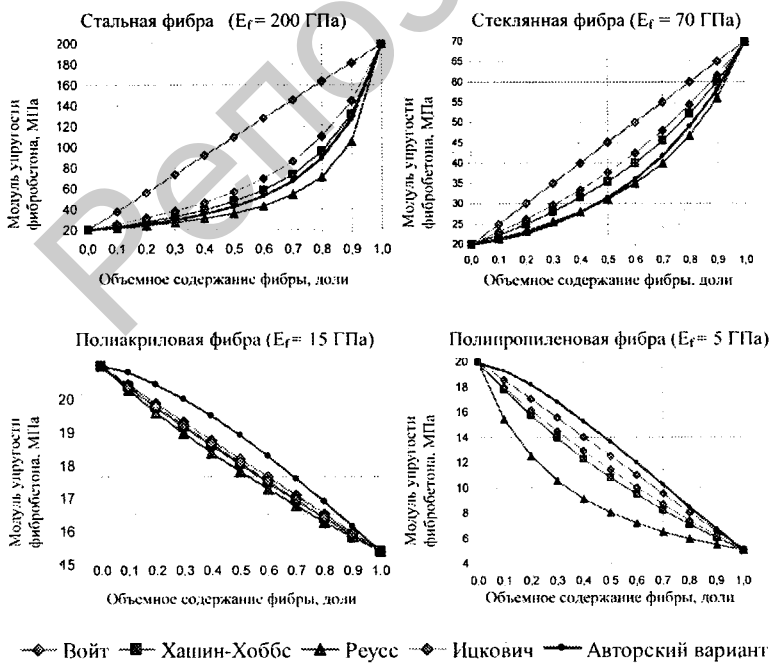 Стальная фибра (Ef = 200 ГПа)
Модуль упругости
фибробетона, МПа
200
180
160
140
120
100
80
60
40
20
0,0 0,1 0,2 0,3 0,4 0,5 0,6 0,7 0,8 0,9 1,0
Объемное содержание фибры, доли
Стеклянная фибра (Ef = 70 ГПа)
Модуль упругости
фибробетона, МПа
70
65
60
55
50
45
40
35
30
25
20
0,0 0,1 0,2 0,3 0,4 0,5 0,6 0,7 0,8 0,9 1,0
Объемное содержание фибры. доли
Полиакриловая фибра (Ef = 15 ГПа)
Модуль упругости
фибробетона, МПа
20
19
18
17
16
15
0.0 0,1 0.2 0,3 0,4 0,5 0,6 0,7 0,8 0,9 1,0
Объемное содержание фибры, доли
Полипропиленовая фибра (Ef = 5 ГПа)
Модуль упругости
фибробетона. МПа
20
18
16
14
12
10
8
6
4
0.0 0.1 0.2 0.3 0.4 0.5 0.6 0.7 0.8 0.9 1.0
Объемное содержание фибры, доли
Войт Хашин-Хоббс Реусс Ицкович Авторский вариант
Репоз